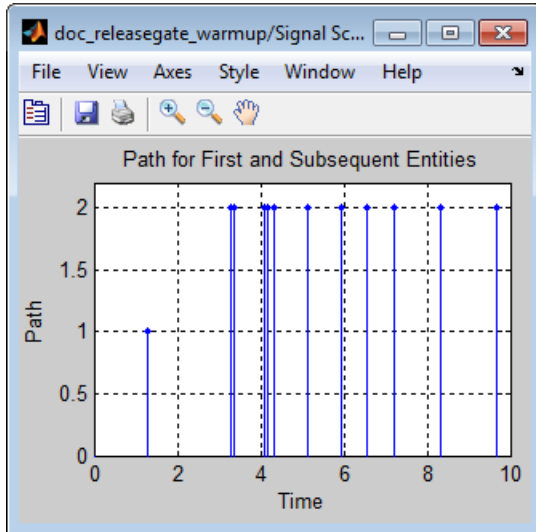 doc_releasegate_warmup/Signal Sc...
File View Axes Style Window Help
Path for First and Subsequent Entities
2
1.5
1
0.5
0
Path
0 2 4 6 8 10
Time